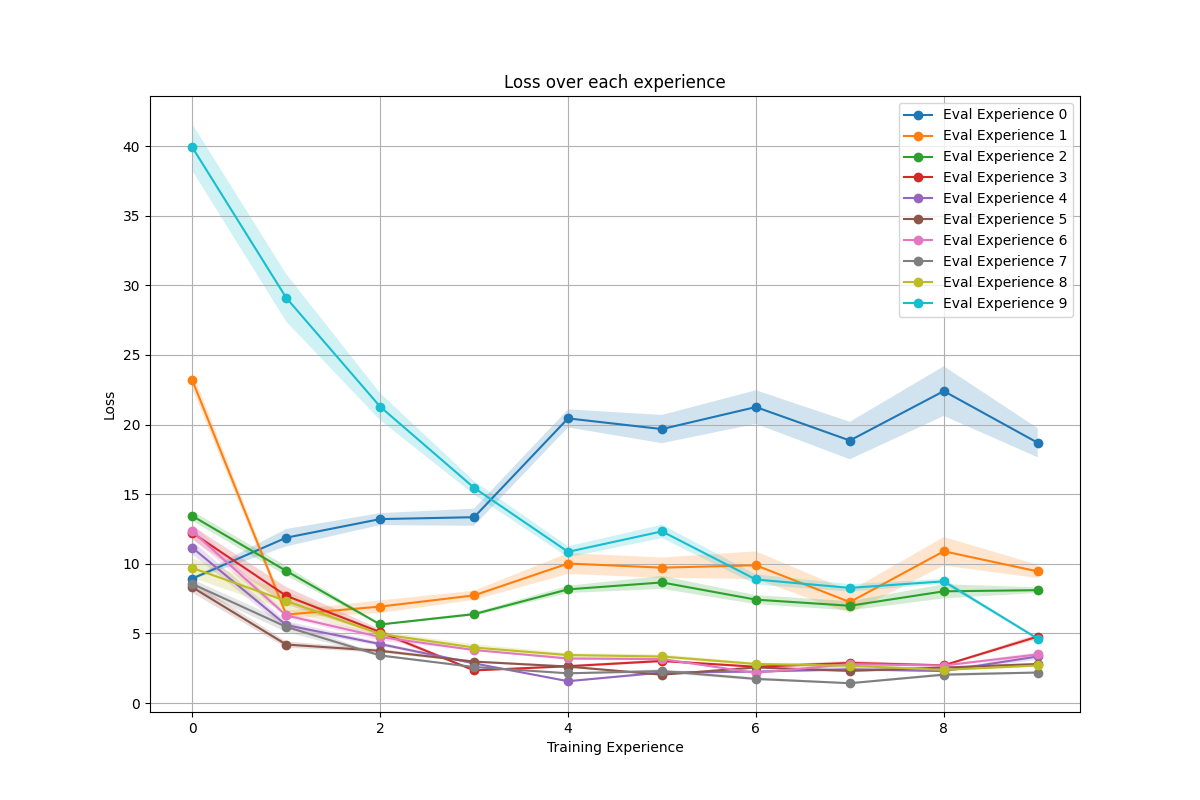 Loss over each experience
Eval Experience 0
Eval Experience 1
Eval Experience 2
Eval Experience 3
Eval Experience 4
Eval Experience 5
Eval Experience 6
Eval Experience 7
Eval Experience 8
Eval Experience 9
40
35
30
25
20
15
10
5
0
Loss
0 2 4 6 8
Training Experience